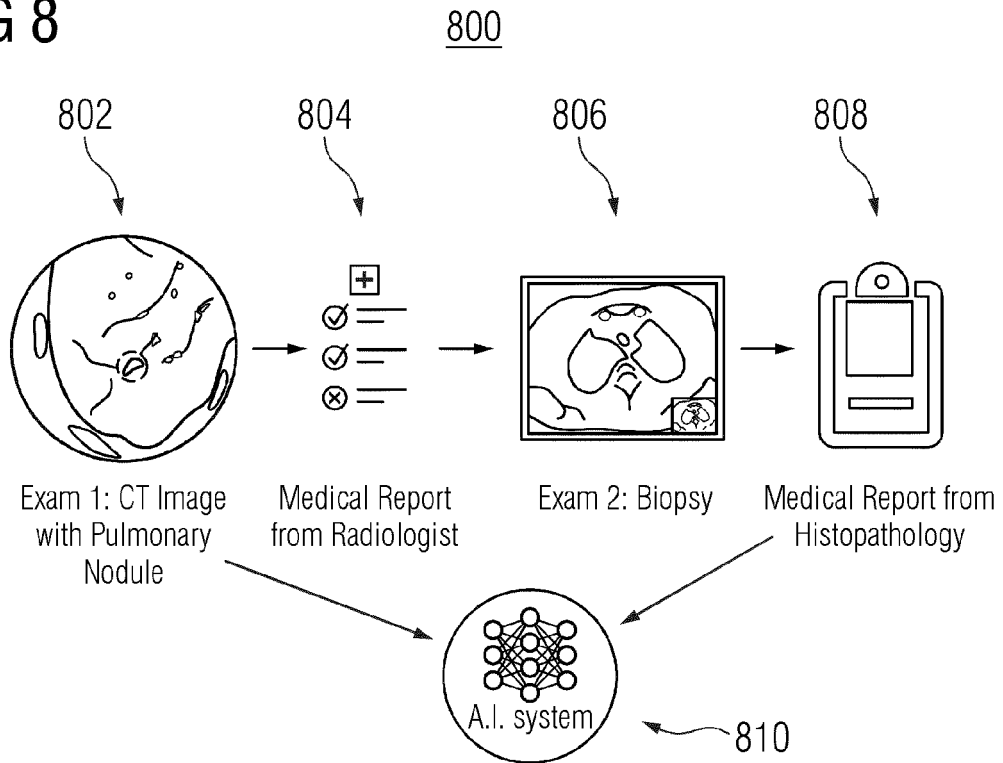 G 8
800
802
804
806
808
Exam 1: CT Image
with Pulmonary
Nodule
Medical Report
from Radiologist
Exam 2: Biopsy
Medical Report from
Histopathology
A.I. system
810